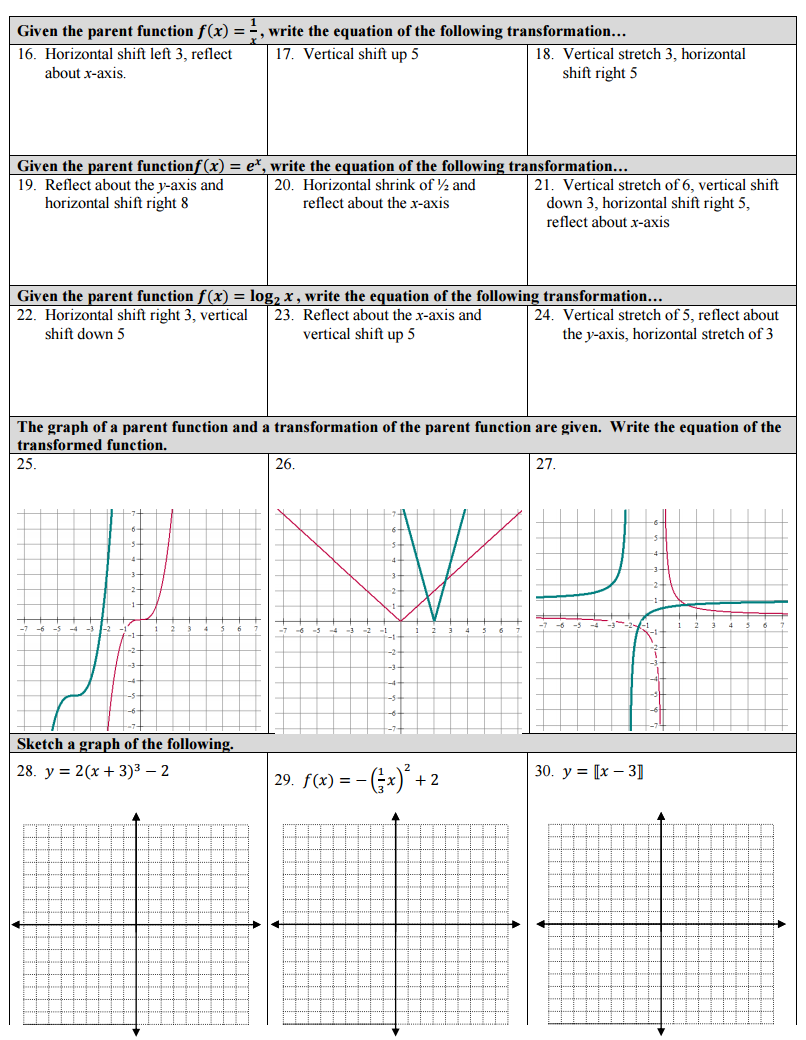 Given the parent function f(x) = 1/x, write the equation of the following transformation…
16. Horizontal shift left 3, reflect
about x-axis.
17. Vertical shift up 5
18. Vertical stretch 3, horizontal
shift right 5
Given the parent functionf(x) = eˣ, write the equation of the following transformation…
19. Reflect about the y-axis and
horizontal shift right 8
20. Horizontal shrink of ½ and
reflect about the x-axis
21. Vertical stretch of 6, vertical shift
down 3, horizontal shift right 5,
reflect about x-axis
Given the parent function f(x) = log₂ x , write the equation of the following transformation…
22. Horizontal shift right 3, vertical
shift down 5
23. Reflect about the x-axis and
vertical shift up 5
24. Vertical stretch of 5, reflect about
the y-axis, horizontal stretch of 3
The graph of a parent function and a transformation of the parent function are given. Write the equation of the
transformed function.
25.
26.
27.
Sketch a graph of the following.
28. y = 2(x + 3)³ − 2
29. f(x) = −(1/3 x)² + 2
30. y = ⟦x − 3⟧